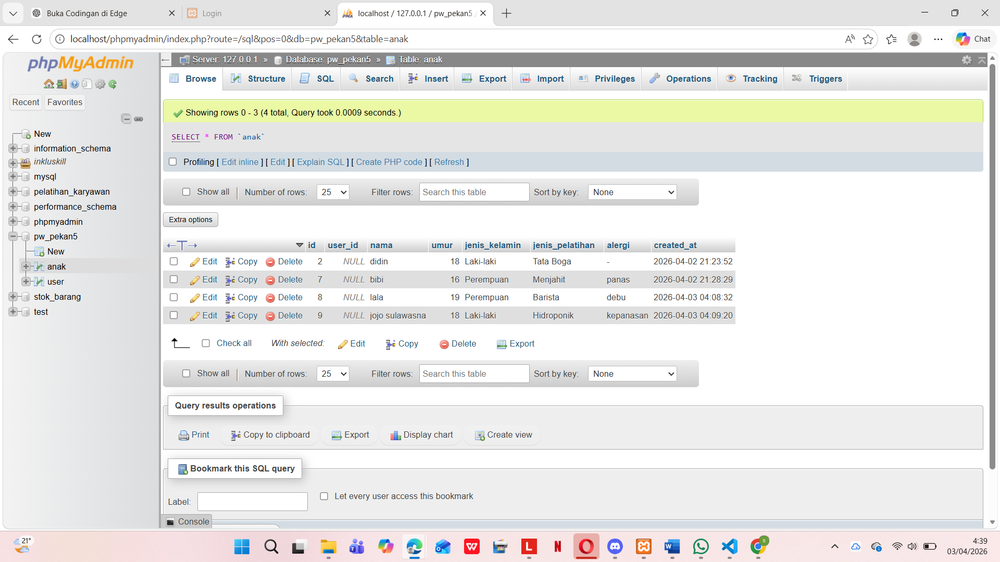 Buka Codingan di Edge
Login
localhost / 127.0.0.1 / pw_pekan5 /
localhost/phpmyadmin/index.php?route=/sql&pos=0&db=pw_pekan5&table=anak
Chat
phpMyAdmin
Recent Favorites
New
information_schema
inkluskill
mysql
pelatihan_karyawan
performance_schema
phpmyadmin
pw_pekan5
New
anak
user
stok_barang
test
Server: 127.0.0.1 » Database: pw_pekan5 » Table: anak
Browse Structure SQL Search Insert Export Import Privileges Operations Tracking Triggers
Showing rows 0 - 3 (4 total, Query took 0.0009 seconds.)
SELECT * FROM `anak`
Profiling [ Edit inline ] [ Edit ] [ Explain SQL ] [ Create PHP code ] [ Refresh ]
Show all Number of rows: 25 Filter rows: Search this table Sort by key: None
Extra options
id user_id nama umur jenis_kelamin jenis_pelatihan alergi created_at
Edit Copy Delete 2 NULL didin 18 Laki-laki Tata Boga - 2026-04-02 21:23:52
Edit Copy Delete 7 NULL bibi 16 Perempuan Menjahit panas 2026-04-02 21:28:29
Edit Copy Delete 8 NULL lala 19 Perempuan Barista debu 2026-04-03 04:08:32
Edit Copy Delete 9 NULL jojo sulawasna 18 Laki-laki Hidroponik kepanasan 2026-04-03 04:09:20
Check all With selected: Edit Copy Delete Export
Show all Number of rows: 25 Filter rows: Search this table Sort by key: None
Query results operations
Print Copy to clipboard Export Display chart Create view
Bookmark this SQL query
Label: Let every user access this bookmark
Console
21°
4:39
03/04/2026